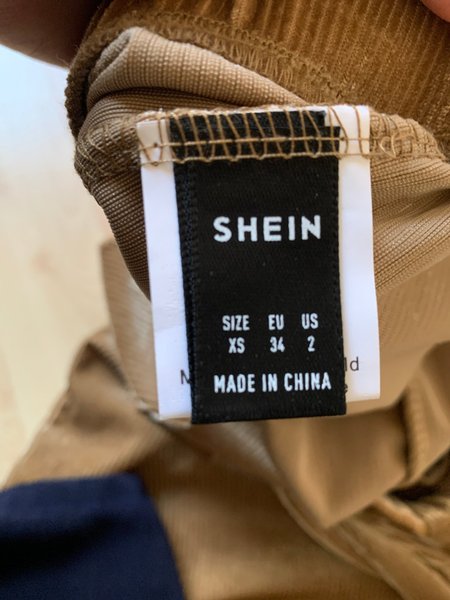 SHEIN
SIZE EU US
XS 34 2
MADE IN CHINA